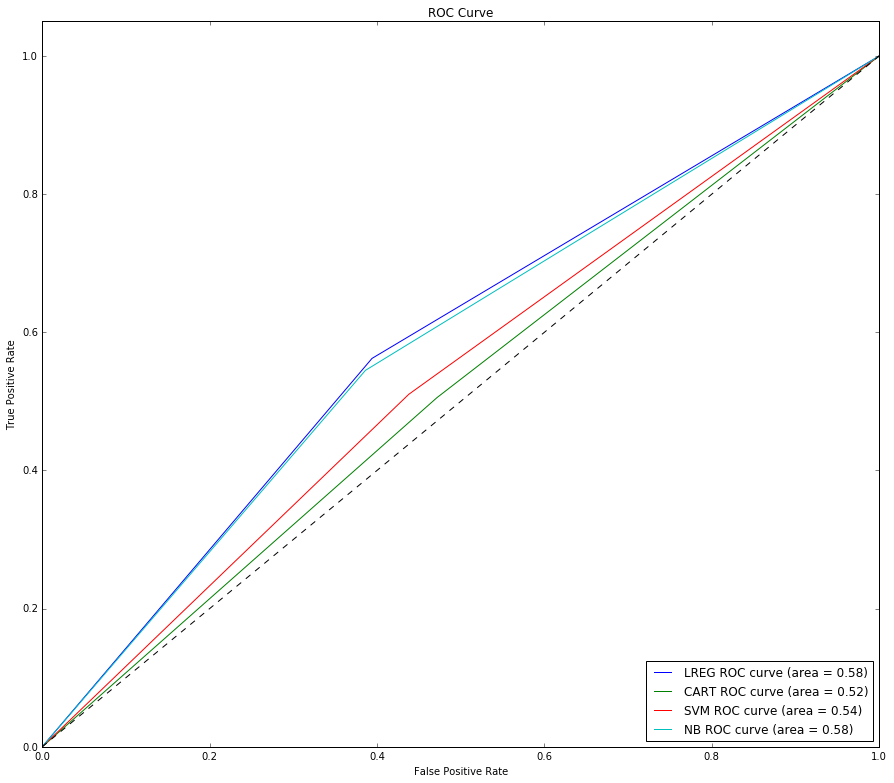 ROC Curve
1.0
0.8
0.6
0.4
0.2
0.0
True Positive Rate
LREG ROC curve (area = 0.58)
CART ROC curve (area = 0.52)
SVM ROC curve (area = 0.54)
NB ROC curve (area = 0.58)
0.0 0.2 0.4 0.6 0.8 1.0
False Positive Rate